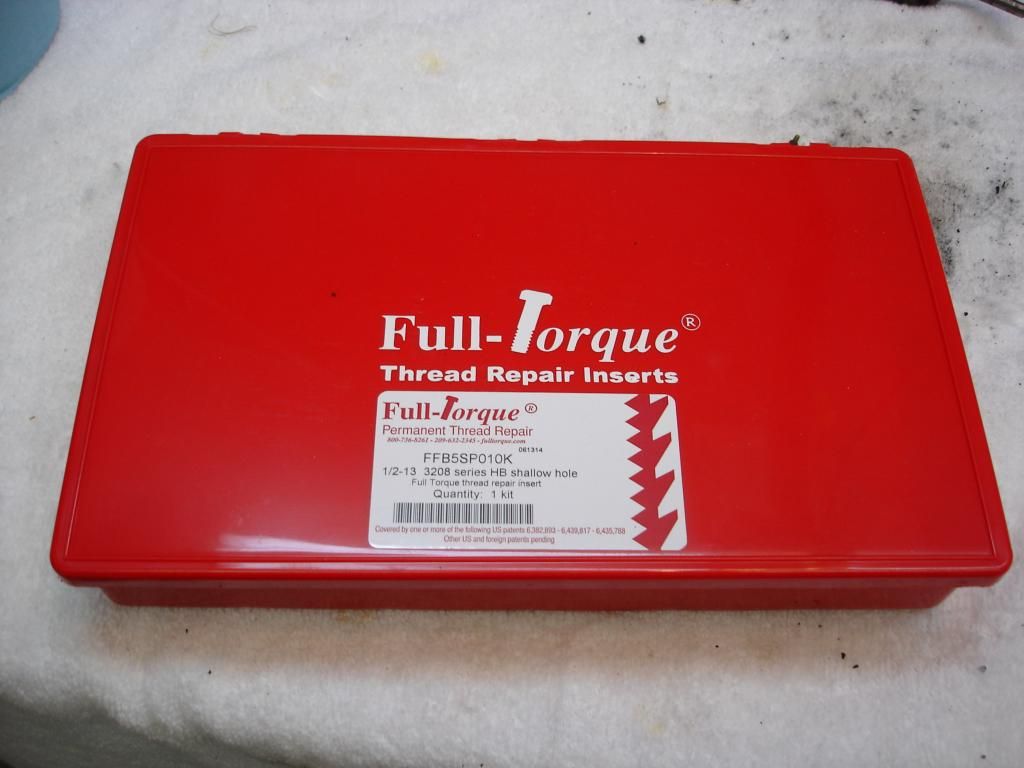 Full-Torque®
Thread Repair Inserts
Full-Torque®
Permanent Thread Repair
800-736-8261 - 209-632-2345 - fulltorque.com
061314
FFB5SP010K
1/2-13 3208 series HB shallow hole
Full Torque thread repair insert
Quantity: 1 kit
Covered by one or more of the following US patents 6,382,893 - 6,439,817 - 6,435,788
Other US and foreign patents pending